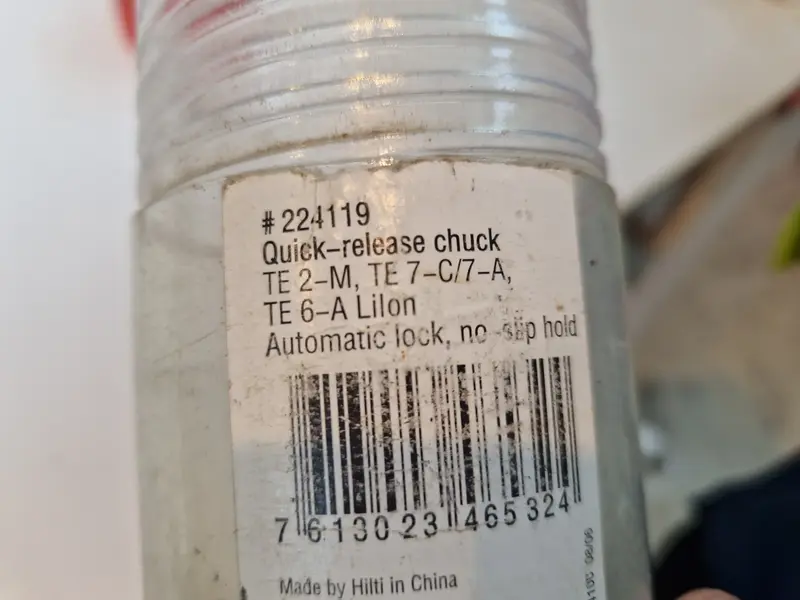 # 224119
Quick-release chuck
TE 2-M, TE 7-C/7-A,
TE 6-A LiIon
Automatic lock, no-slip hold
7 613023 465324
Made by Hilti in China